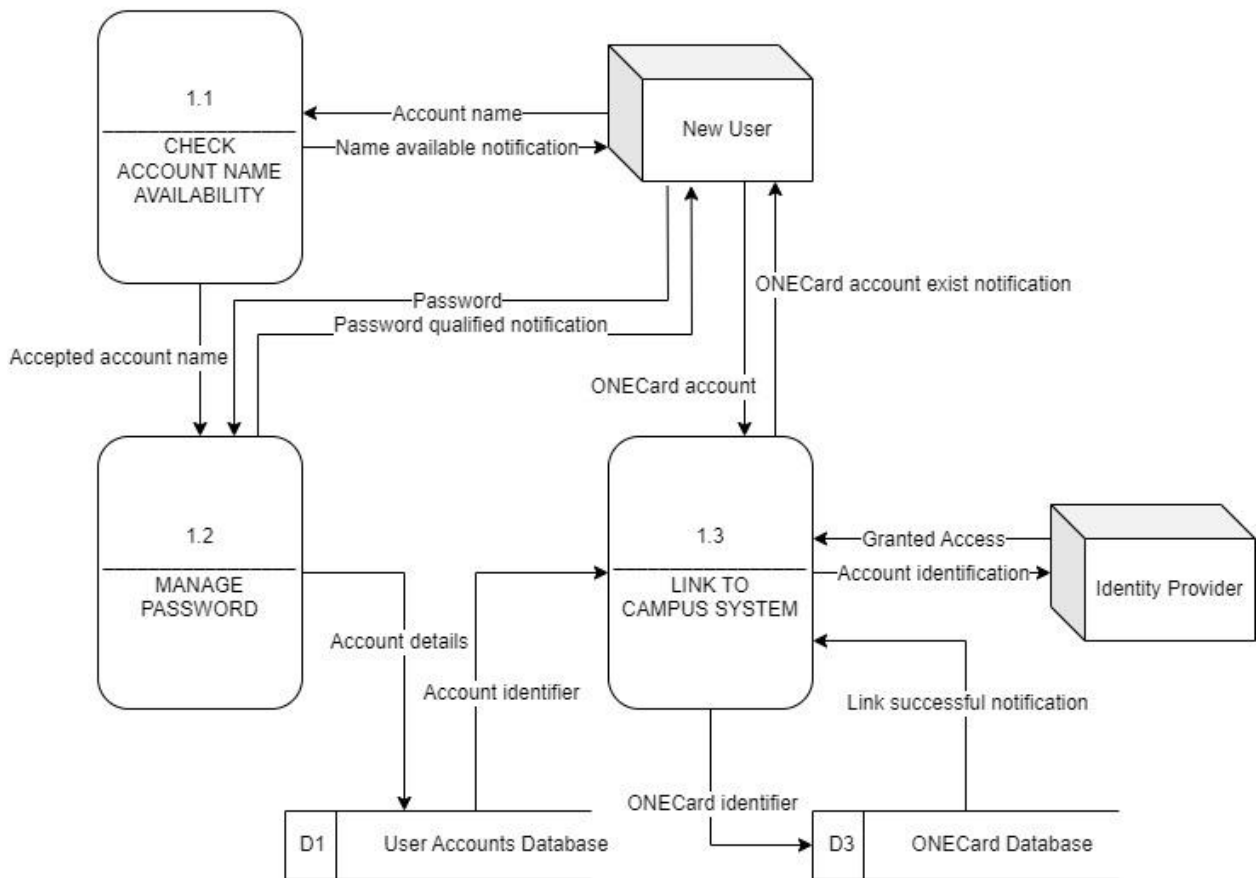 1.1
CHECK
ACCOUNT NAME
AVAILABILITY
Account name
Name available notification
New User
ONECard account exist notification
Password
Password qualified notification
Accepted account name
ONECard account
1.2
MANAGE
PASSWORD
1.3
LINK TO
CAMPUS SYSTEM
Granted Access
Account identification
Identity Provider
Account details
Account identifier
Link successful notification
ONECard identifier
D1
User Accounts Database
D3
ONECard Database